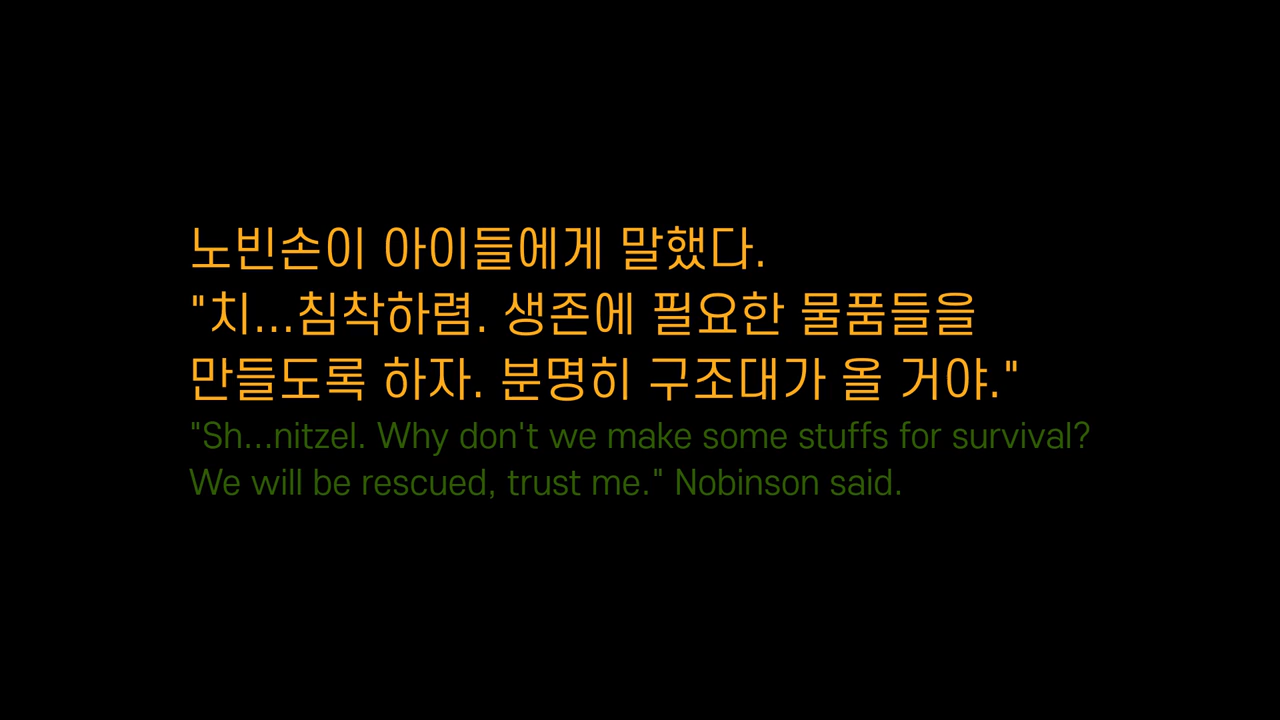 노빈손이 아이들에게 말했다.
"치...침착하렴. 생존에 필요한 물품들을
만들도록 하자. 분명히 구조대가 올 거야."
"Sh...nitzel. Why don't we make some stuffs for survival?
We will be rescued, trust me." Nobinson said.